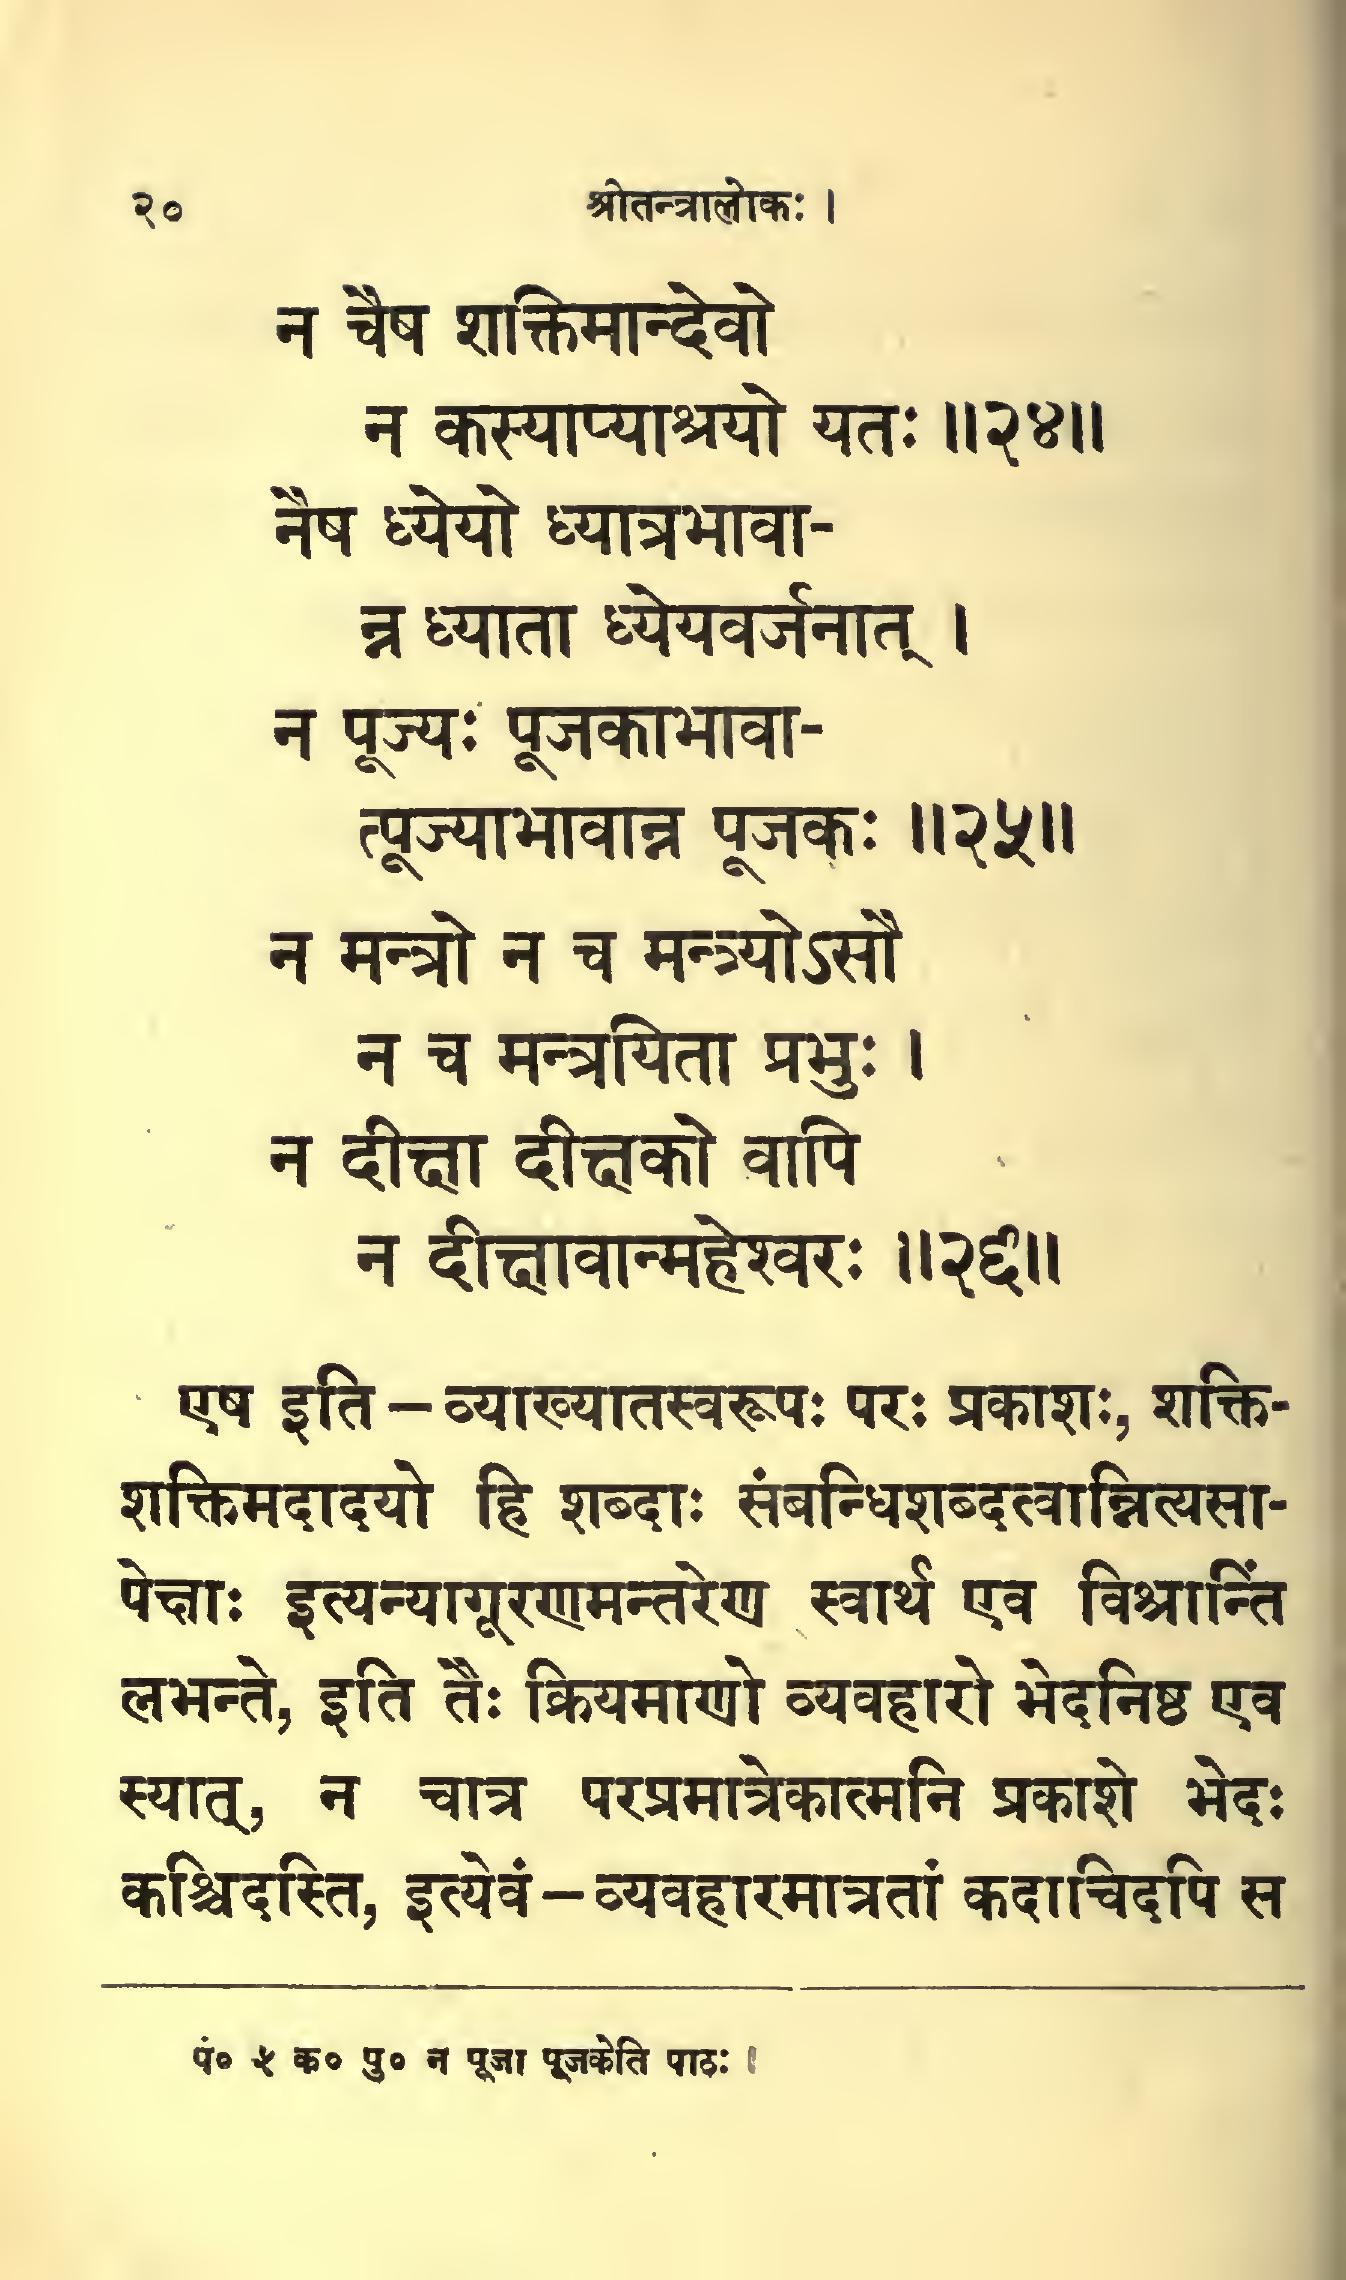 २० श्रीतन्त्रालोकः ।
न चैष शक्तिमान्देवो
न कस्याप्याश्रयो यतः ॥२४॥
नैष ध्येयो ध्यात्रभावा-
न्न ध्याता ध्येयवर्जनात् ।
न पूज्यः पूजकाभावा-
त्पूज्याभावान्न पूजकः ॥२५॥
न मन्त्रो न च मन्त्र्योऽसौ
न च मन्त्रयिता प्रभुः ।
न दीक्षा दीक्षको वापि
न दीक्षावान्महेश्वरः ॥२६॥
एष इति – व्याख्यातस्वरूपः परः प्रकाशः, शक्ति-
शक्तिमदादयो हि शब्दाः संबन्धिशब्दत्वान्नित्यसा-
पेक्षाः इत्यन्यागूरणमन्तरेण स्वार्थ एव विश्रान्तिं
लभन्ते, इति तैः क्रियमाणो व्यवहारो भेदनिष्ठ एव
स्यात्, न चात्र परप्रमात्रेकात्मनि प्रकाशे भेदः
कश्चिदस्ति, इत्येवं – व्यवहारमात्रतां कदाचिदपि स
पं० ५ क० पु० न पूजा पूजकेति पाठः ।